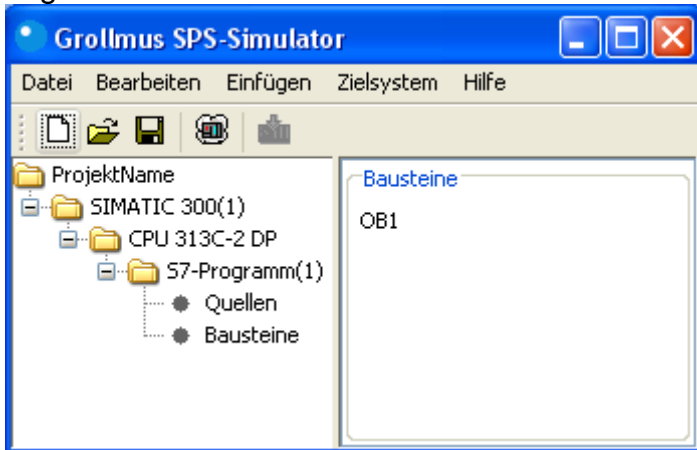 Grollmus SPS-Simulator
Datei Bearbeiten Einfügen Zielsystem Hilfe
ProjektName
SIMATIC 300(1)
CPU 313C-2 DP
S7-Programm(1)
Quellen
Bausteine
Bausteine
OB1